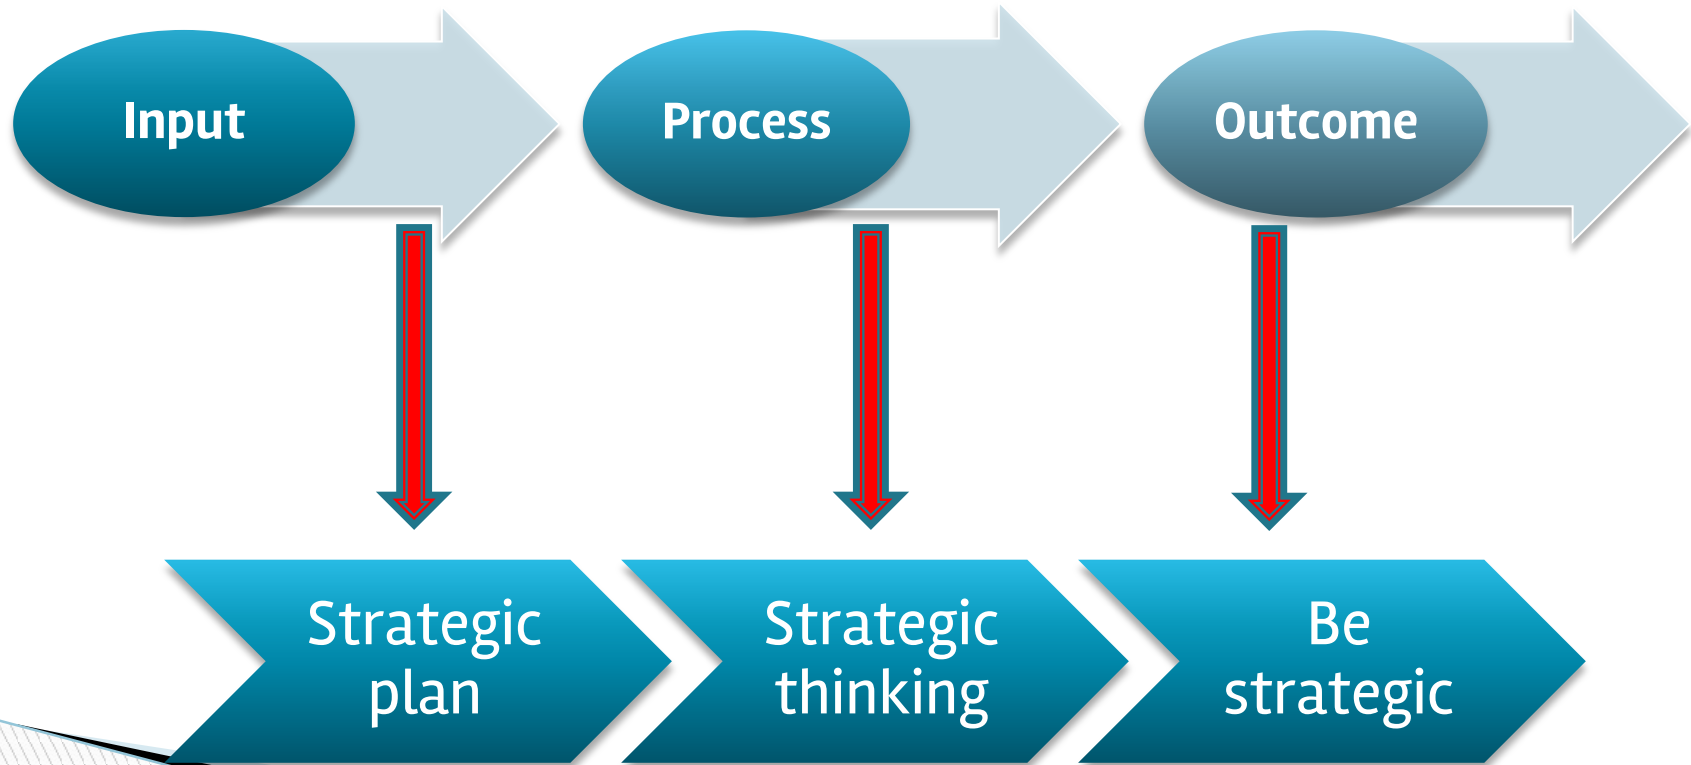 Input
Process
Outcome
Strategic
plan
Strategic
thinking
Be
strategic